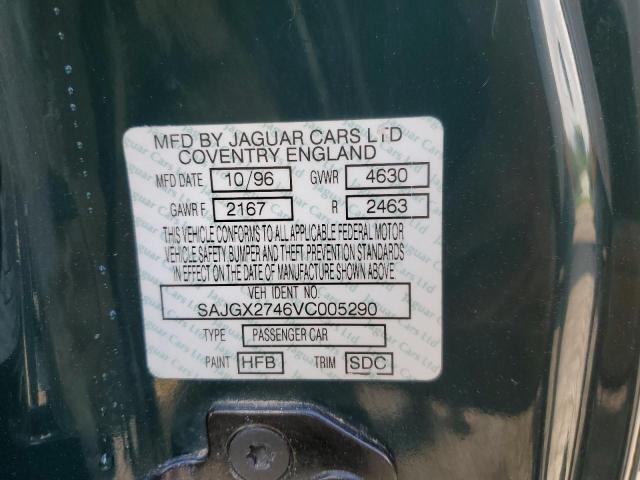 MFD BY JAGUAR CARS LTD
COVENTRY, ENGLAND
MFD DATE 10/96 GVWR 4630
GAWR F 2167 R 2463
THIS VEHICLE CONFORMS TO ALL APPLICABLE FEDERAL MOTOR
VEHICLE SAFETY BUMPER AND THEFT PREVENTION STANDARDS
IN EFFECT ON THE DATE OF MANUFACTURE SHOWN ABOVE.
VEH IDENT NO.
SAJGX2746VC005290
TYPE PASSENGER CAR
PAINT HFB TRIM SDC